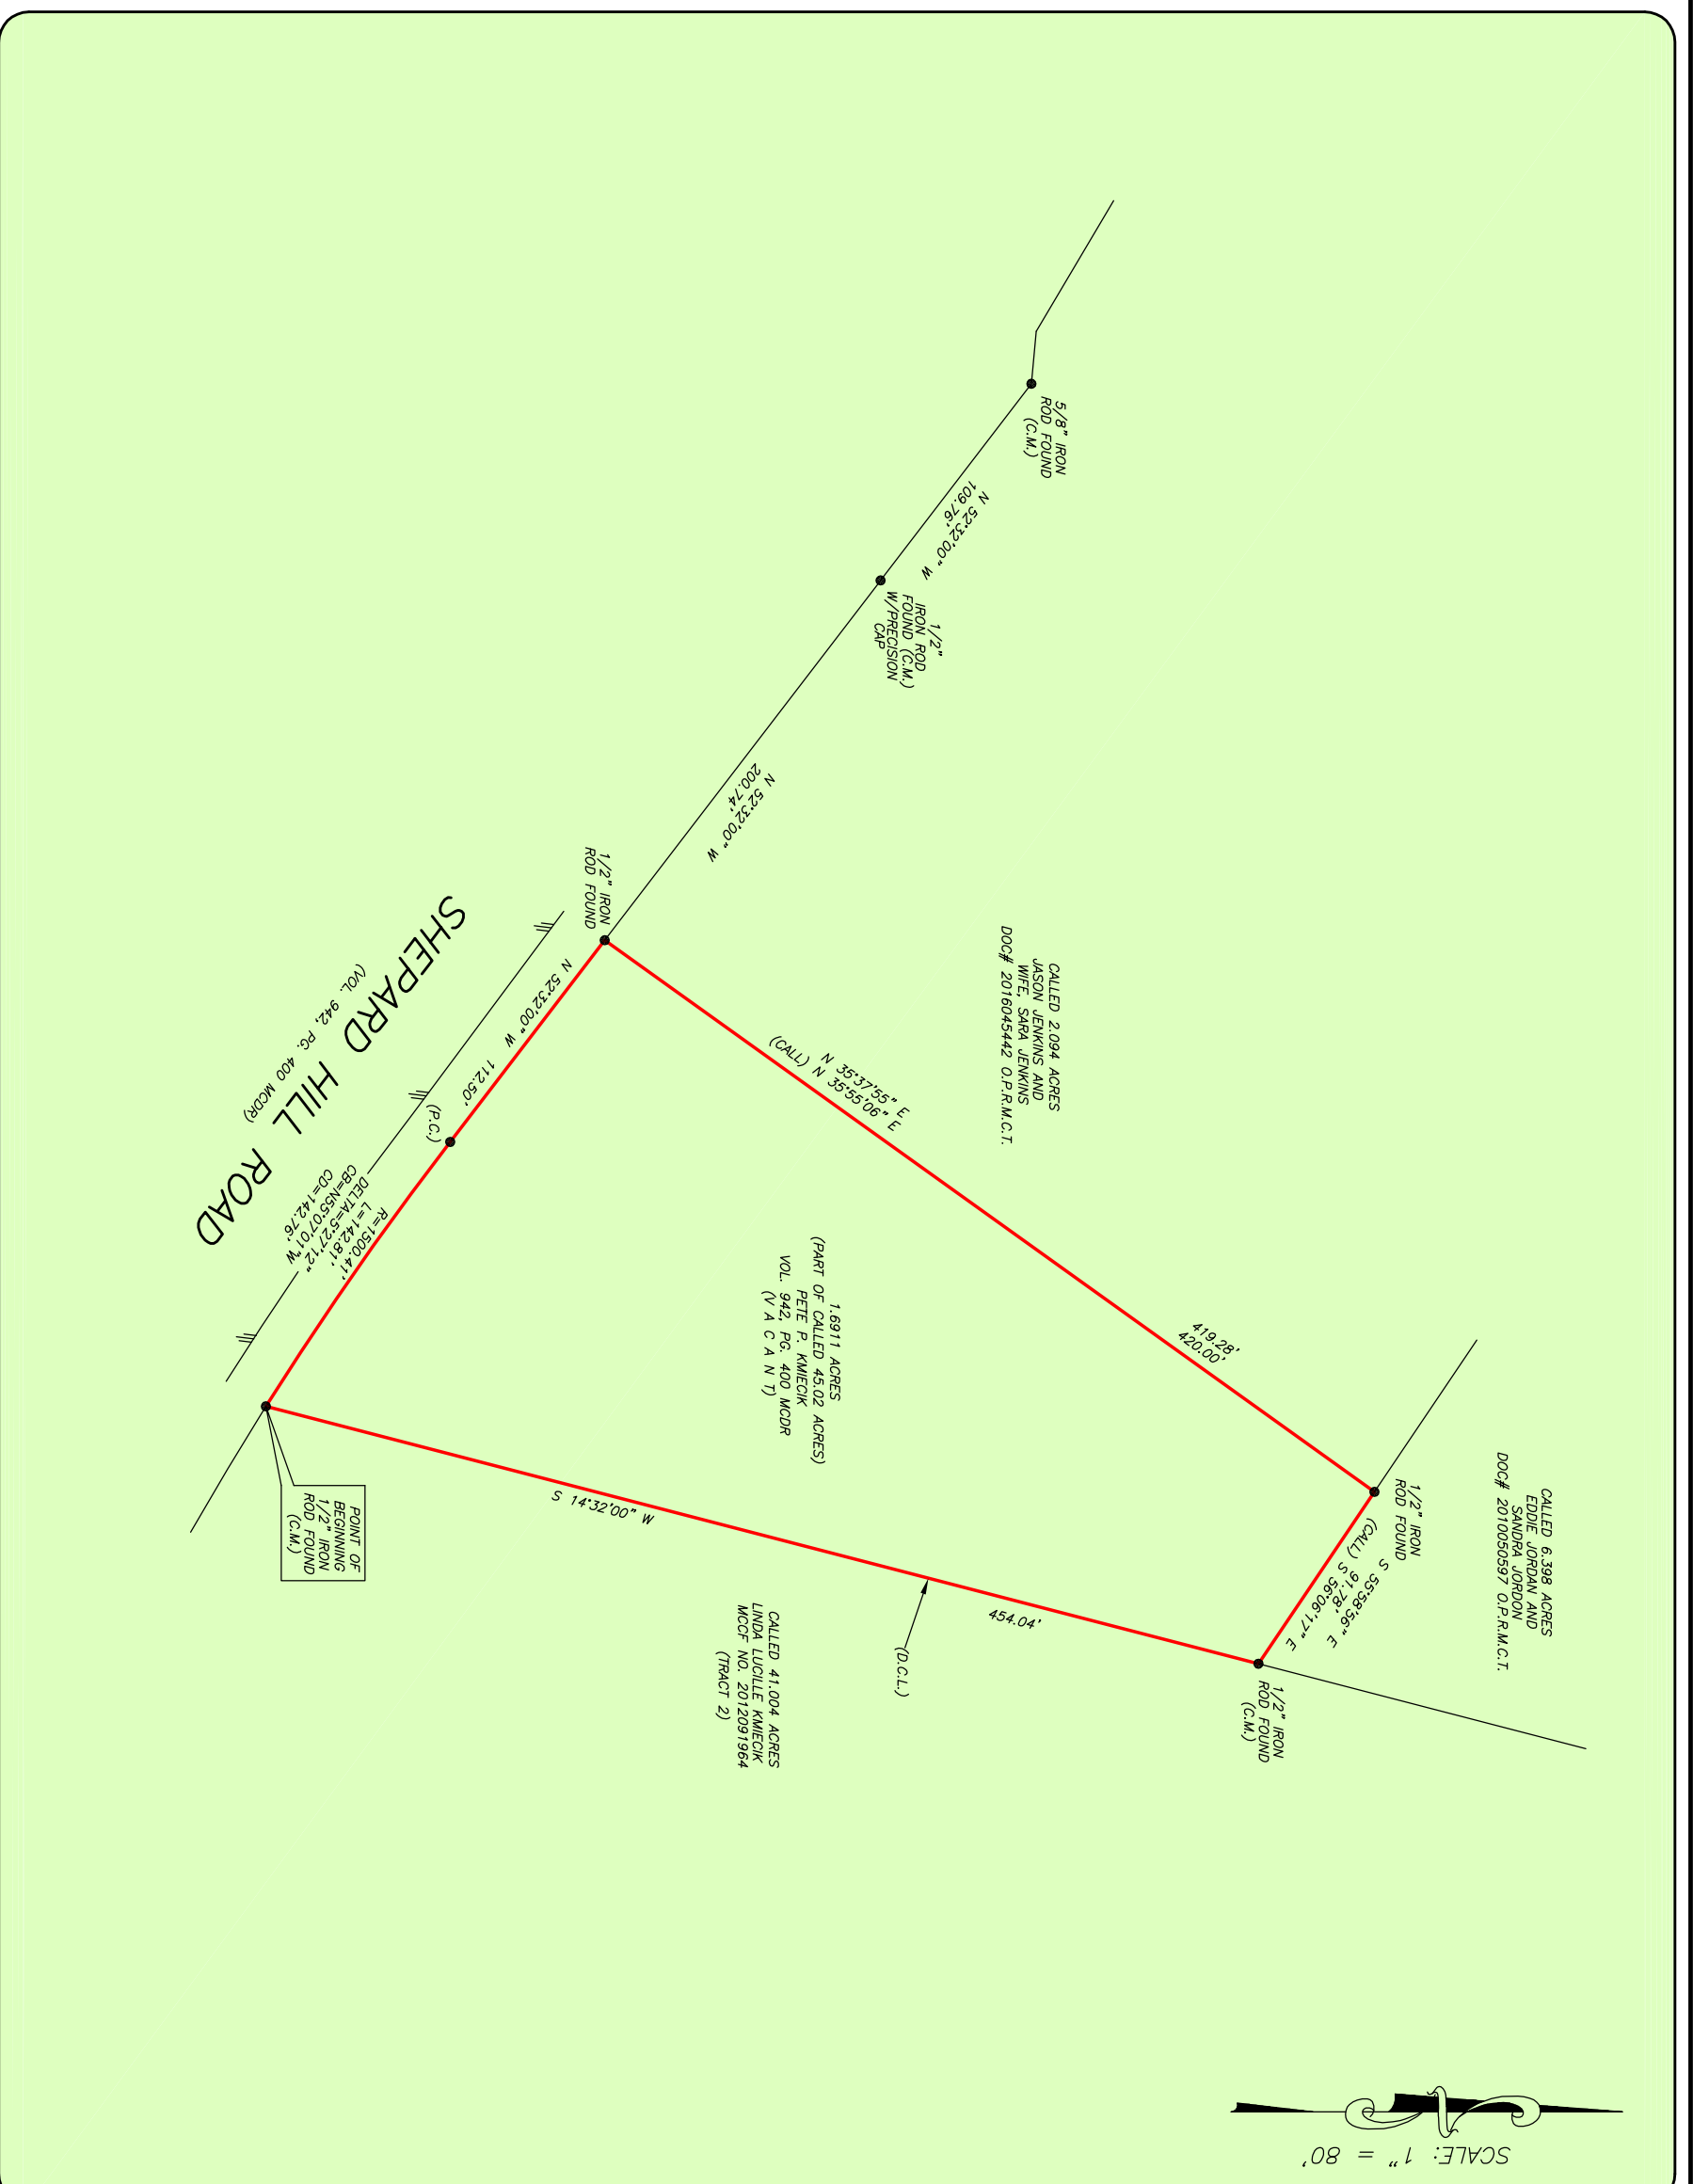 5/8" IRON
ROD FOUND
(C.M.)
N 52°32'00" W
109.76'
1/2"
IRON ROD
FOUND (C.M.)
W/PRECISION
CAP
N 52°32'00" W
200.74'
1/2" IRON
ROD FOUND
CALLED 2.094 ACRES
JASON JENKINS AND
WIFE, SARA JENKINS
DOC# 2016045442 O.P.R.M.C.T.
N 35°37'55" E
(CALL) N 35°55'06" E
419.28'
420.00'
CALLED 6.398 ACRES
EDDIE JORDAN AND
SANDRA JORDON
DOC# 2010050597 O.P.R.M.C.T.
1/2" IRON
ROD FOUND
S 55°58'56" E
91.78'
(CALL) S 56°06'17" E
1/2" IRON
ROD FOUND
(C.M.)
N 52°32'00" W 112.50'
(P.C.)
SHEPARD HILL ROAD
(VOL. 942, PG. 400 MCDR)
R=1500.41'
L=142.81'
DELTA=5°27'12"
CB=N55°07'01"W
CD=142.76'
1.6911 ACRES
(PART OF CALLED 45.02 ACRES)
PETE P. KMIECIK
VOL. 942, PG. 400 MCDR
(V A C A N T)
S 14°32'00" W
454.04'
(D.C.L.)
POINT OF
BEGINNING
1/2" IRON
ROD FOUND
(C.M.)
CALLED 41.004 ACRES
LINDA LUCILLE KMIECIK
MCCF NO. 2012091964
(TRACT 2)
N
SCALE: 1" = 80'